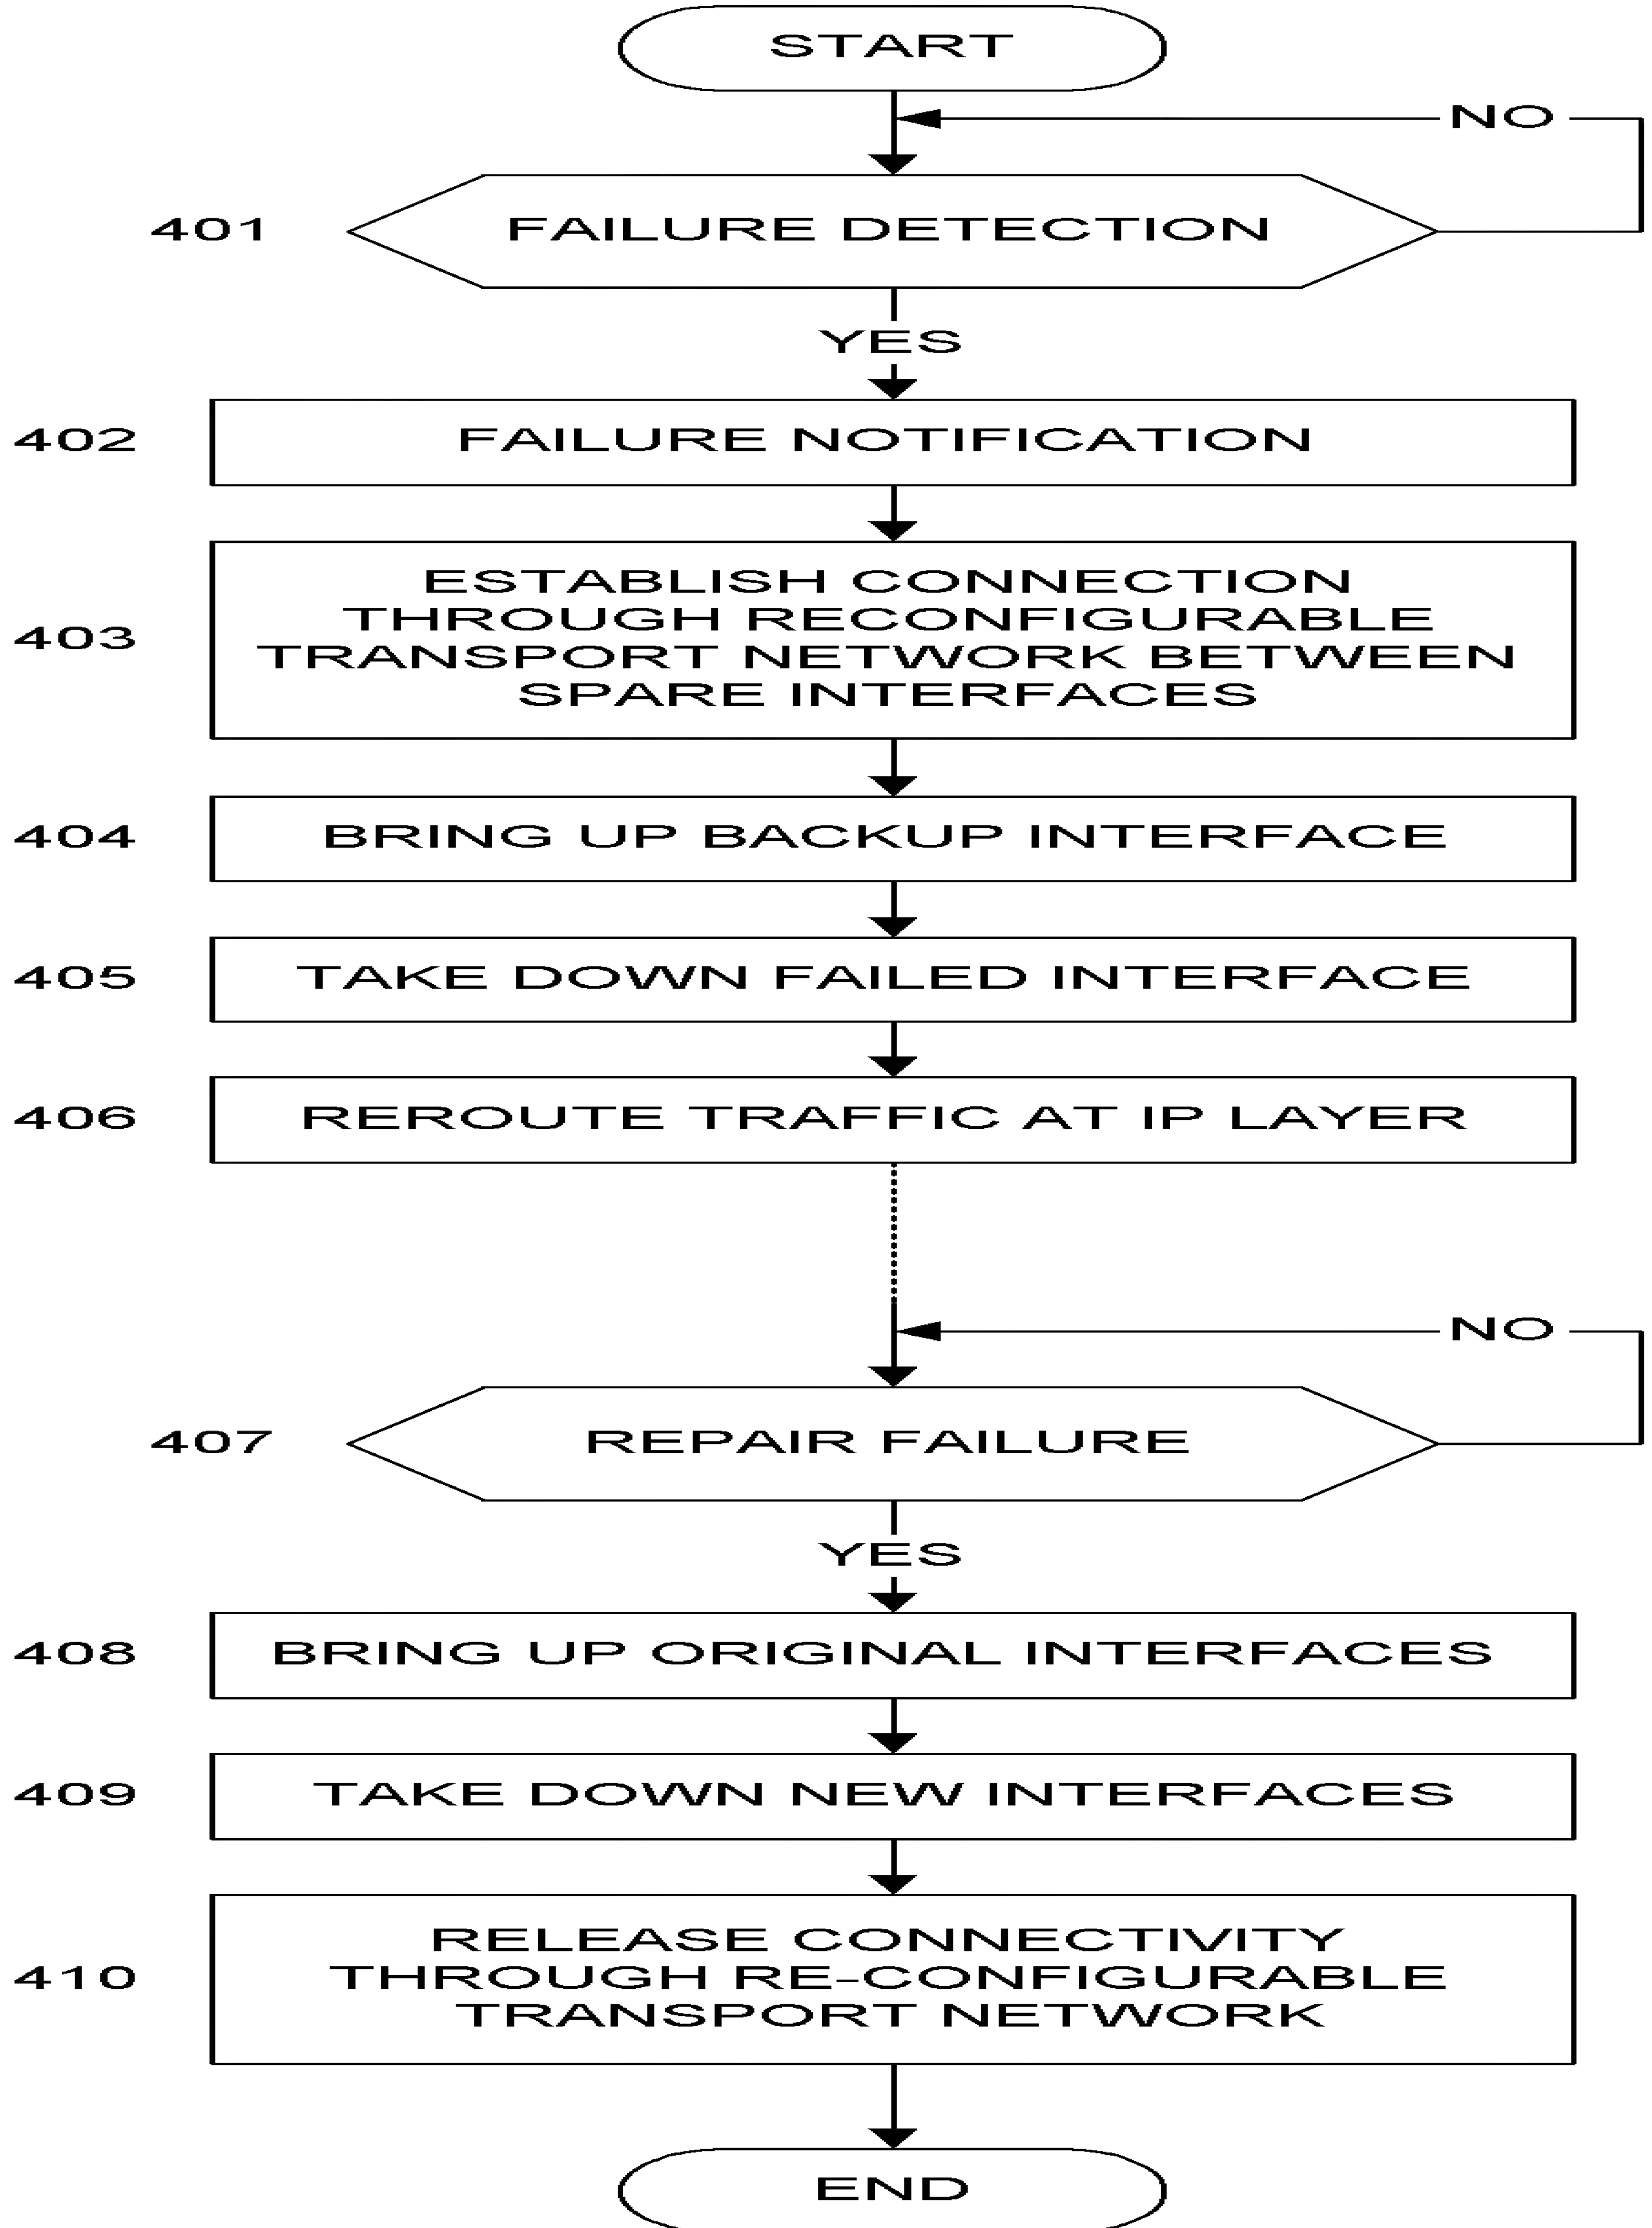 START
NO
401
FAILURE DETECTION
YES
402
FAILURE NOTIFICATION
403
ESTABLISH CONNECTION
THROUGH RECONFIGURABLE
TRANSPORT NETWORK BETWEEN
SPARE INTERFACES
404
BRING UP BACKUP INTERFACE
405
TAKE DOWN FAILED INTERFACE
406
REROUTE TRAFFIC AT IP LAYER
NO
407
REPAIR FAILURE
YES
408
BRING UP ORIGINAL INTERFACES
409
TAKE DOWN NEW INTERFACES
410
RELEASE CONNECTIVITY
THROUGH RE-CONFIGURABLE
TRANSPORT NETWORK
END